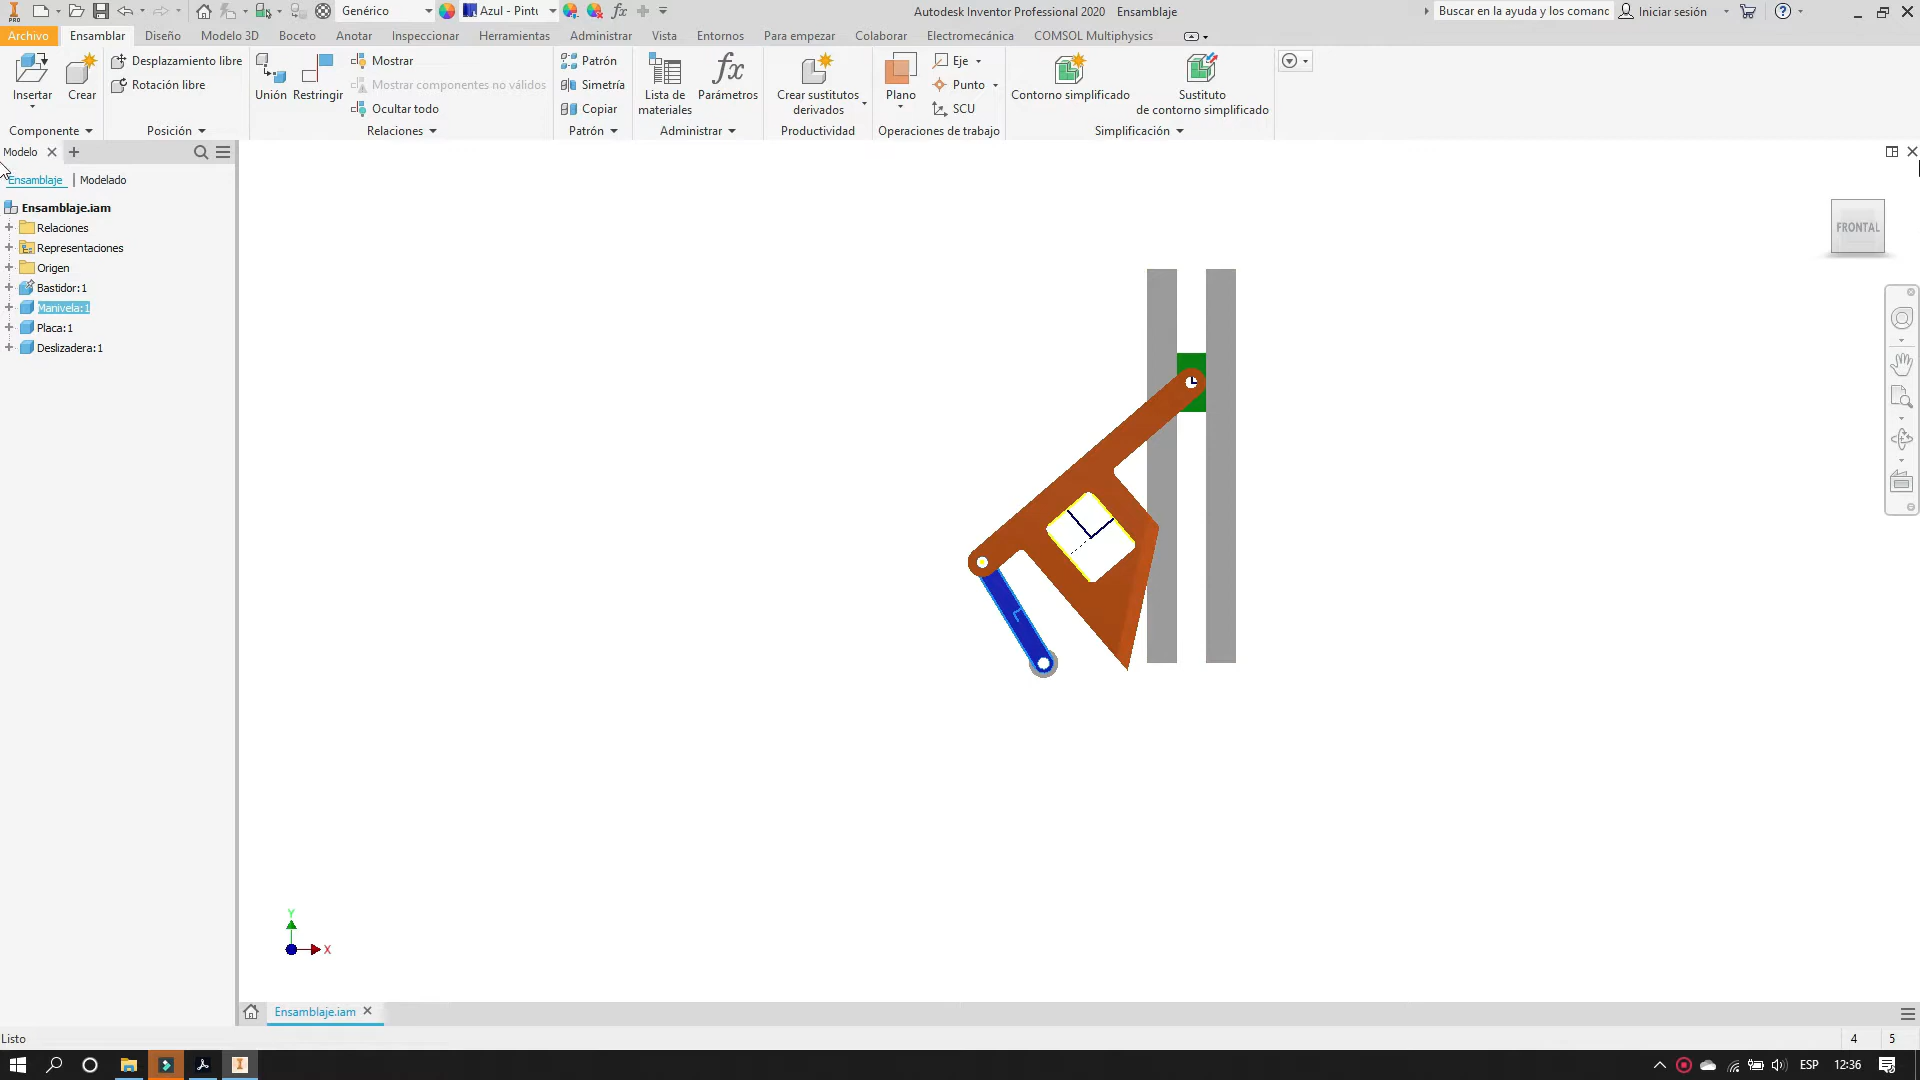 PRO Genérico Azul - Pintu fx Autodesk Inventor Professional 2020 Ensamblaje Buscar en la ayuda y los comanc Iniciar sesión
Archivo Ensamblar Diseño Modelo 3D Boceto Anotar Inspeccionar Herramientas Administrar Vista Entornos Para empezar Colaborar Electromecánica COMSOL Multiphysics
Insertar
Crear
Componente
Desplazamiento libre
Rotación libre
Posición
Unión
Restringir
Mostrar
Mostrar componentes no válidos
Ocultar todo
Relaciones
Patrón
Simetría
Copiar
Patrón
Lista de
materiales
fx
Parámetros
Administrar
Crear sustitutos
derivados
Productividad
Plano
Eje
Punto
SCU
Operaciones de trabajo
Contorno simplificado
Sustituto
de contorno simplificado
Simplificación
Modelo
Ensamblaje | Modelado
Ensamblaje.iam
Relaciones
Representaciones
Origen
Bastidor:1
Manivela:1
Placa:1
Deslizadera:1
FRONTAL
Y
X
Ensamblaje.iam
Listo
4 5
ESP 12:36